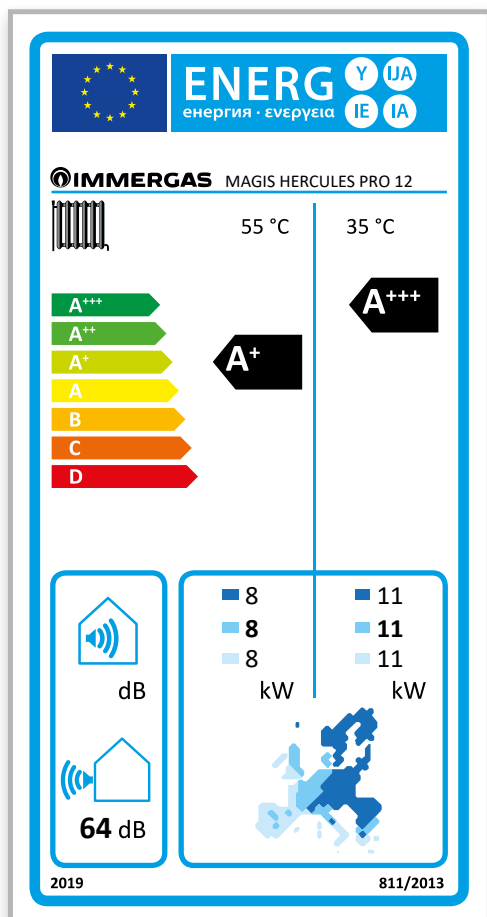 ENERG Y IJA
енергия · ενεργεια IE IA
IMMERGAS MAGIS HERCULES PRO 12
55 °C 35 °C
A+++
A+++
A++
A+
A+
A
B
C
D
8 11
8 11
8 11
dB kW kW
64 dB
2019 811/2013